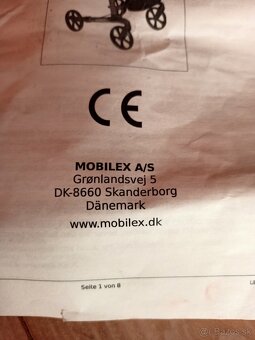 CE
MOBILEX A/S
Grønlandsvej 5
DK-8660 Skanderborg
Dänemark
www.mobilex.dk
Seite 1 von 8